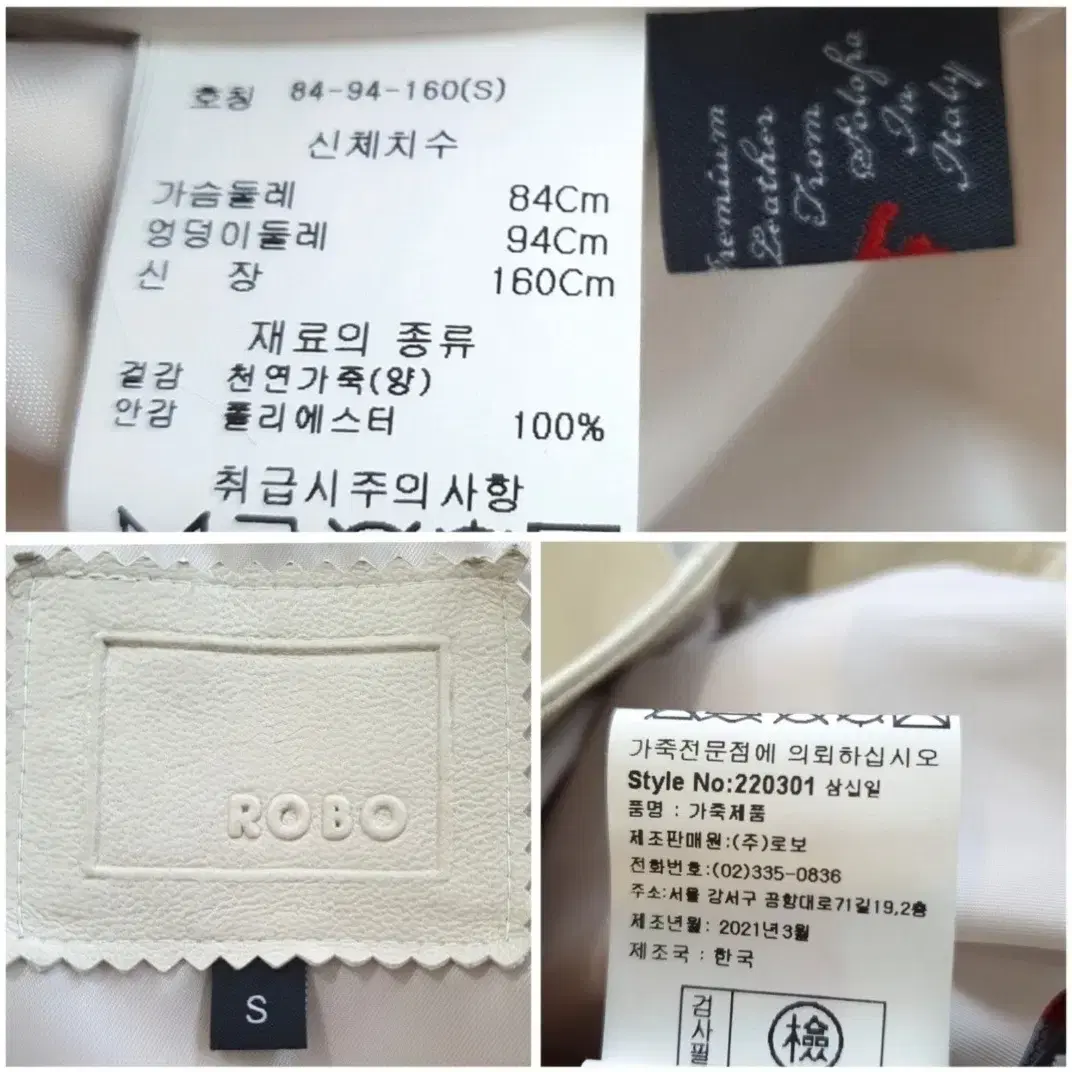 호칭 84-94-160(S)
신체치수
가슴둘레 84Cm
엉덩이둘레 94Cm
신 장 160Cm
재료의 종류
겉감 천연가죽(양)
안감 폴리에스터 100%
취급시주의사항
Premium
Leather
From
Solofra
In
Italy
ROBO
S
가죽전문점에 의뢰하십시오
Style No:220301 삼십일
품명 : 가죽제품
제조판매원:(주)로보
전화번호:(02)335-0836
주소:서울 강서구 공항대로71길19,2층
제조년월: 2021년3월
제조국 : 한국
검사필
檢